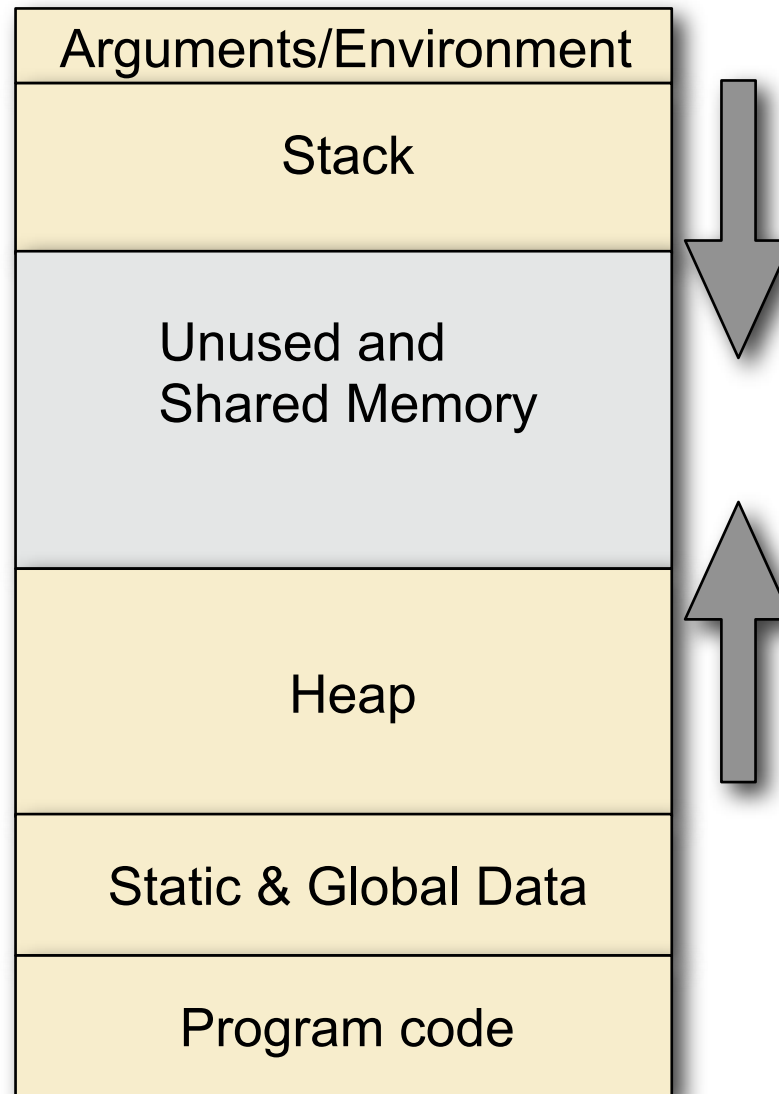 Arguments/Environment
Stack
Unused and
Shared Memory
Heap
Static & Global Data
Program code